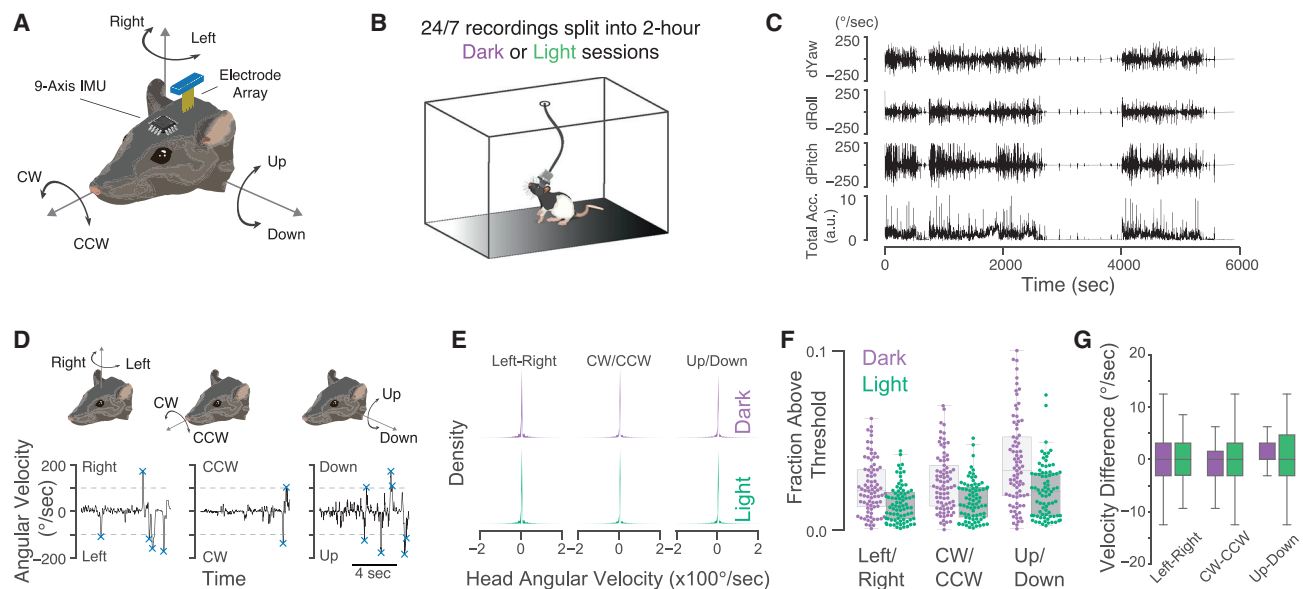 A
Right
Left
9-Axis IMU
Electrode
Array
CW
CCW
Up
Down
B
24/7 recordings split into 2-hour
Dark or Light sessions
C
(°/sec)
dYaw
250
−250
dRoll
250
−250
dPitch
250
−250
Total Acc.
(a.u.)
10
0
0
2000
4000
6000
Time (sec)
D
Right
Left
CW
CCW
Up
Down
Angular Velocity
(°/sec)
200
100
0
−200
Right
Left
CCW
CW
Down
Up
Time
4 sec
E
Left-Right
CW/CCW
Up/Down
Density
Dark
Light
−2 0 2
−2 0 2
−2 0 2
Head Angular Velocity (x100°/sec)
F
Dark
Light
Fraction Above
Threshold
0.1
0.0
Left/
Right
CW/
CCW
Up/
Down
G
Velocity Difference (°/sec)
20
10
0
−10
−20
Left-Right
CW-CCW
Up-Down